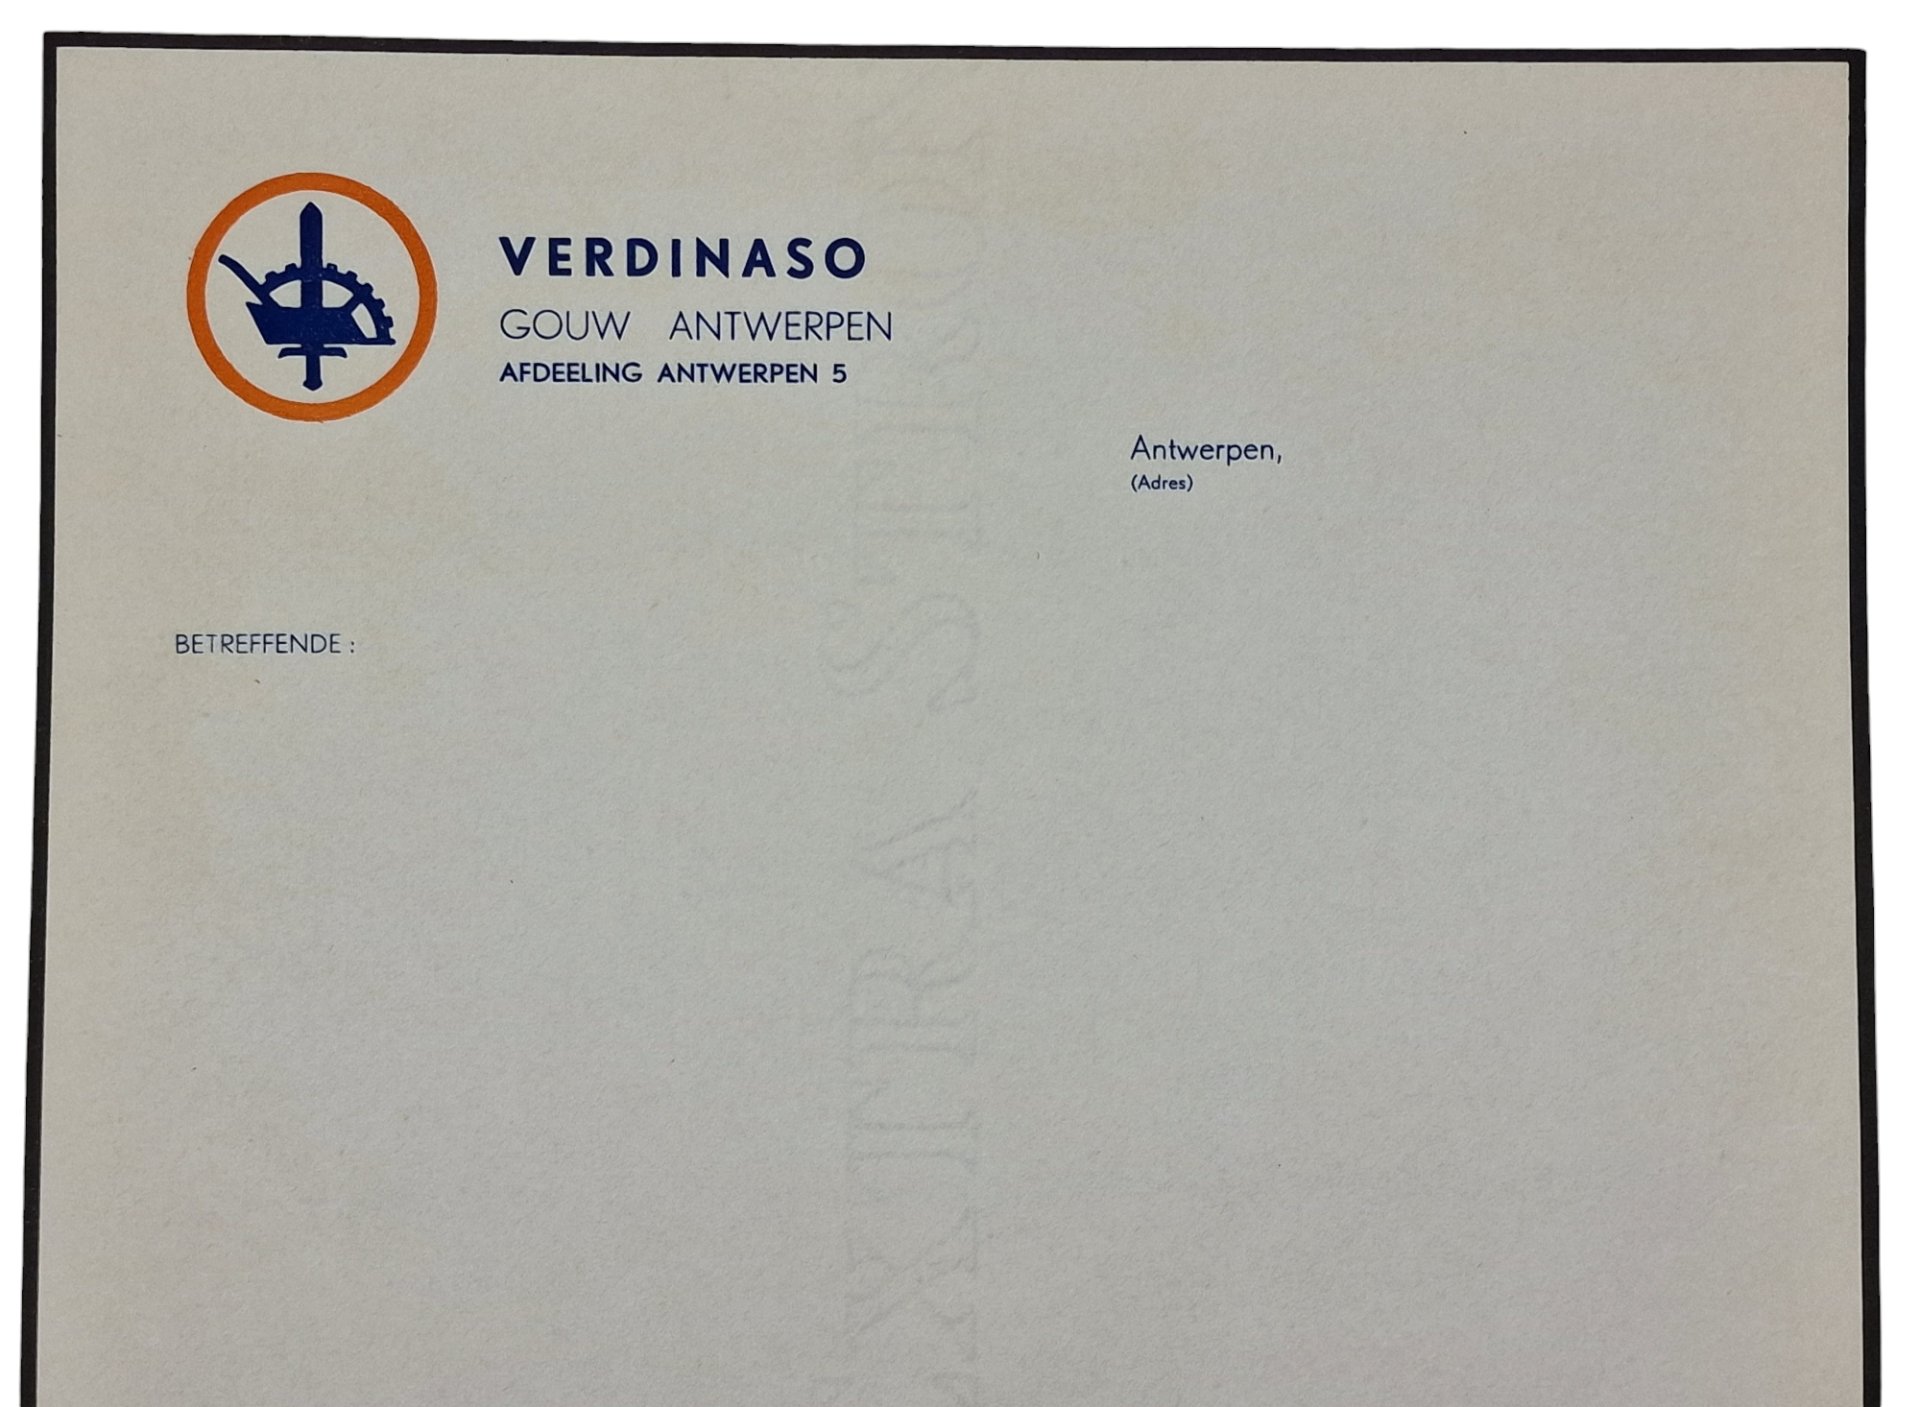 VERDINASO
GOUW ANTWERPEN
AFDEELING ANTWERPEN 5
Antwerpen,
(Adres)
BETREFFENDE :